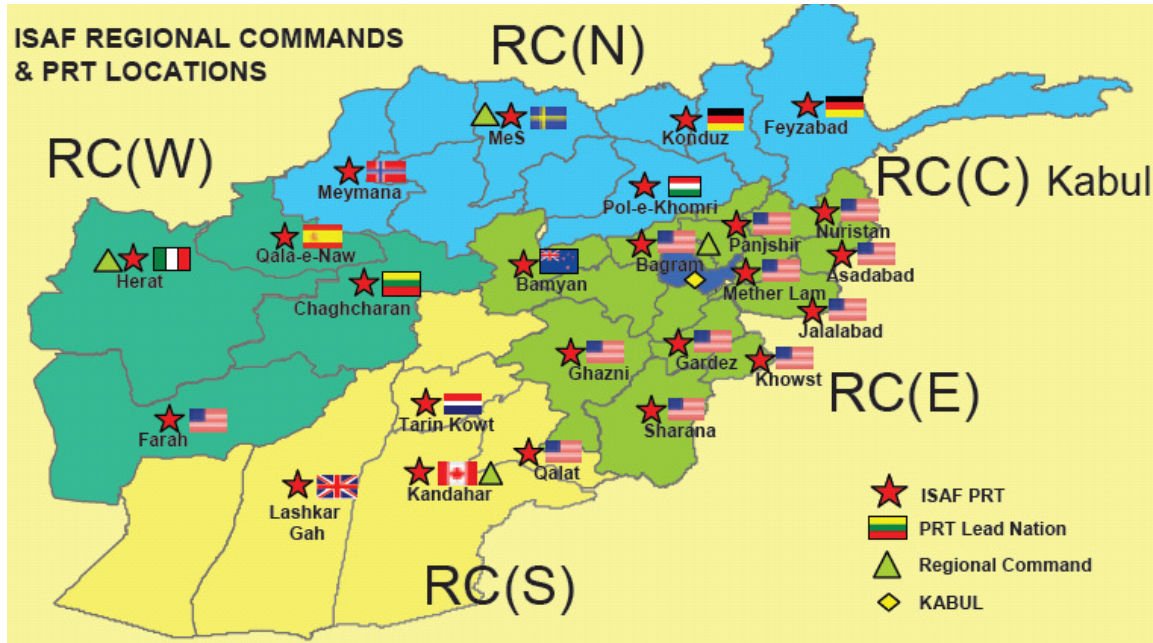 ISAF REGIONAL COMMANDS
& PRT LOCATIONS
RC(N)
RC(W)
RC(C) Kabul
MeS
Konduz
Feyzabad
Meymana
Pol-e-Khomri
Nuristan
Panjshir
Qala-e-Naw
Bagram
Asadabad
Herat
Bamyan
Mether Lam
Chaghcharan
Jalalabad
Ghazni
Gardez
Khowst
RC(E)
Tarin Kowt
Sharana
Farah
Qalat
Kandahar
Lashkar
Gah
RC(S)
ISAF PRT
PRT Lead Nation
Regional Command
KABUL